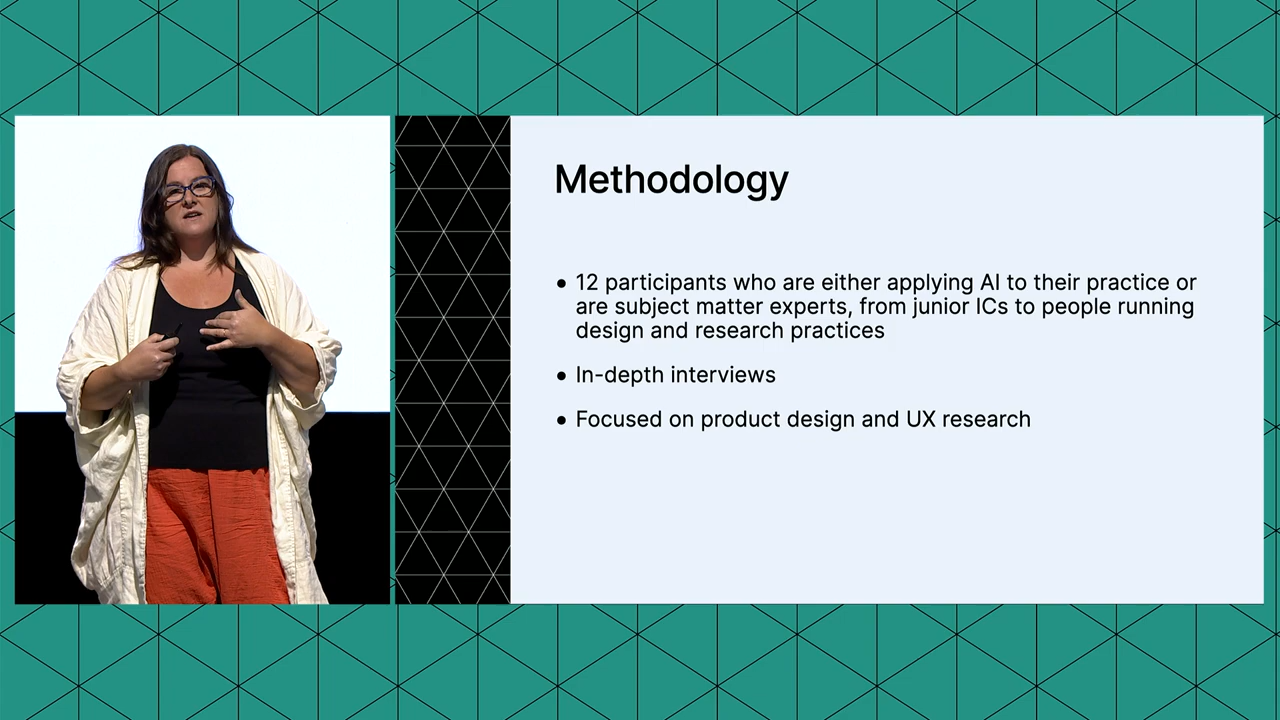 Methodology
• 12 participants who are either applying AI to their practice or
are subject matter experts, from junior ICs to people running
design and research practices
• In-depth interviews
• Focused on product design and UX research